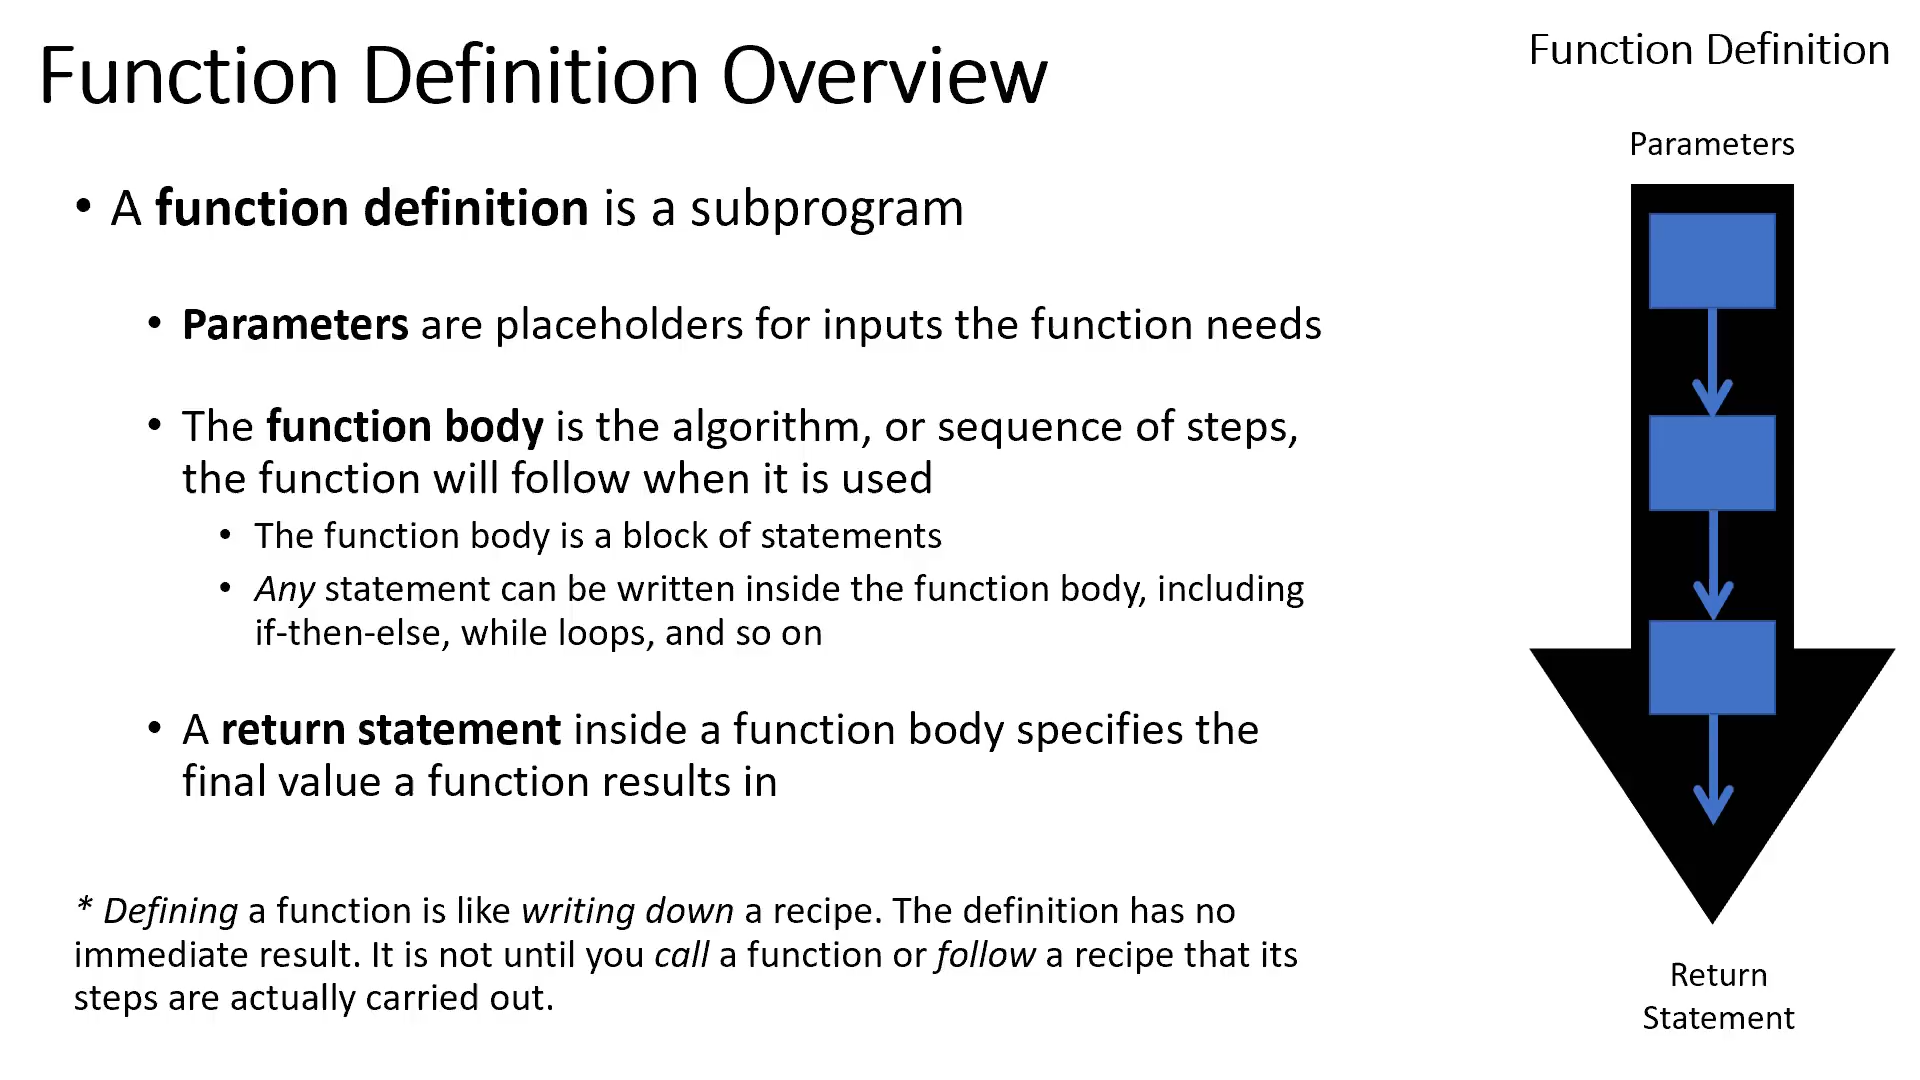 Function Definition Overview
• A function definition is a subprogram
• Parameters are placeholders for inputs the function needs
• The function body is the algorithm, or sequence of steps,
the function will follow when it is used
• The function body is a block of statements
• Any statement can be written inside the function body, including
if-then-else, while loops, and so on
• A return statement inside a function body specifies the
final value a function results in
* Defining a function is like writing down a recipe. The definition has no
immediate result. It is not until you call a function or follow a recipe that its
steps are actually carried out.
Function Definition
Parameters
Return
Statement